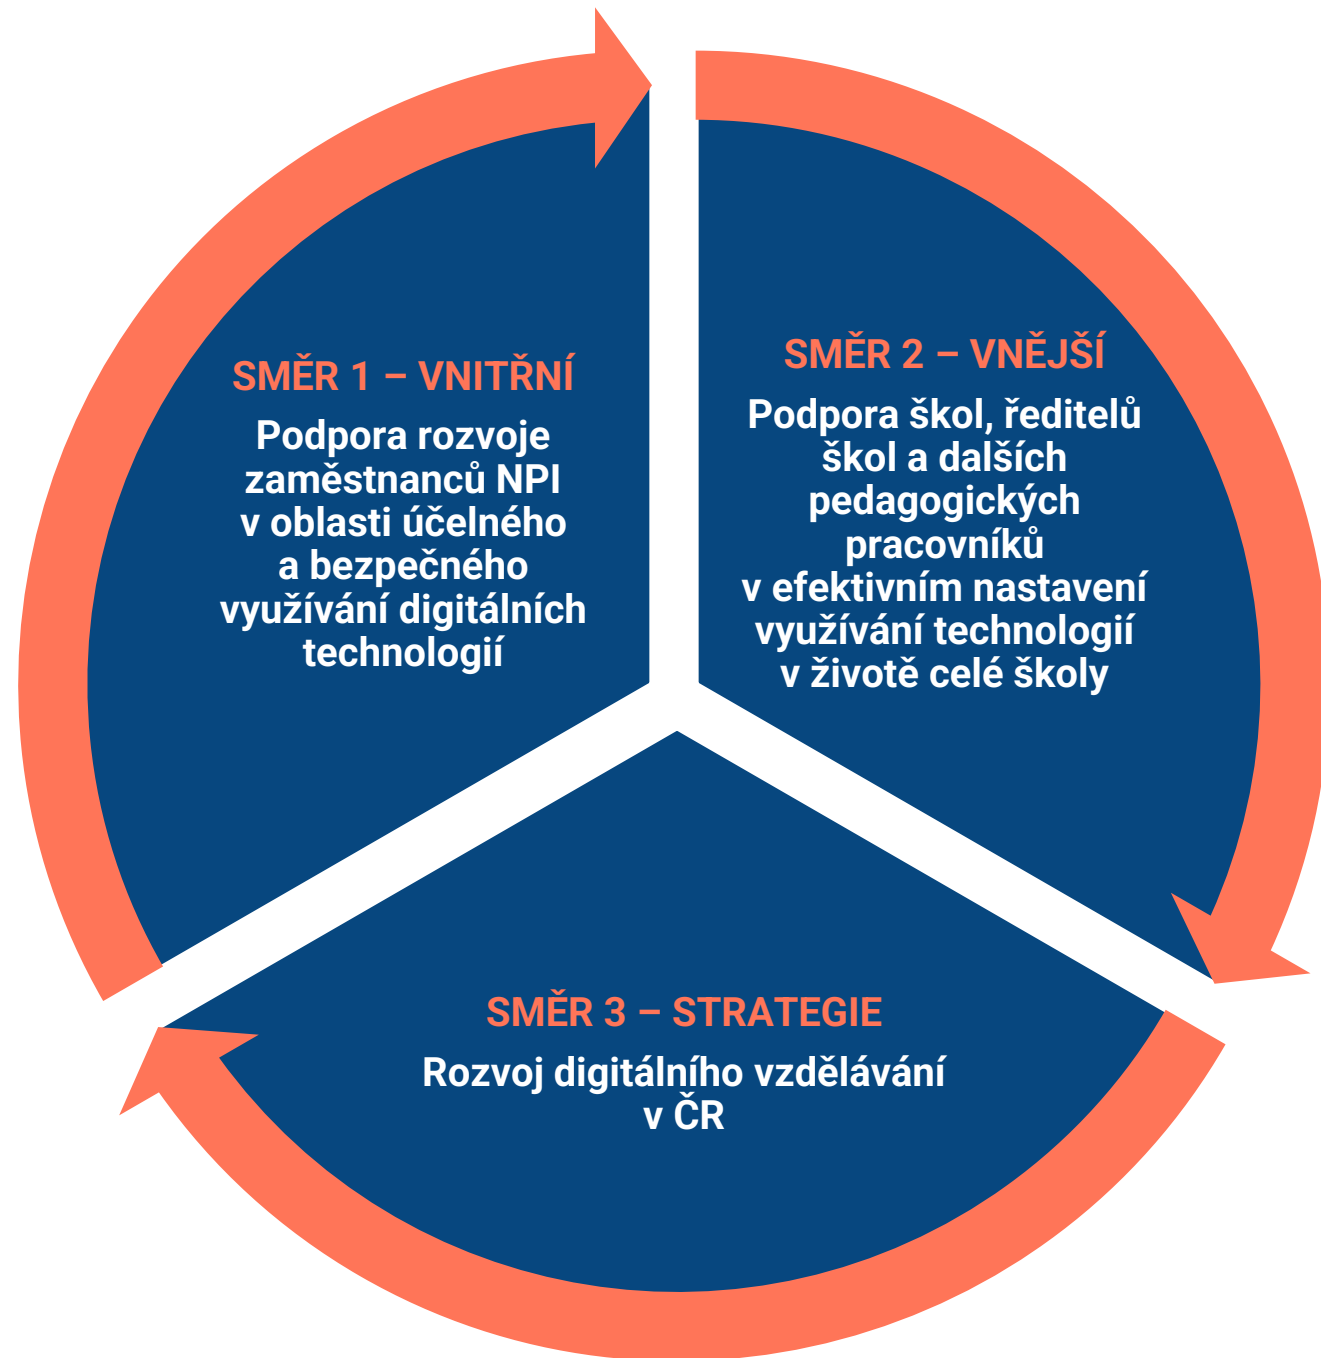 SMĚR 1 – VNITŘNÍ
Podpora rozvoje
zaměstnanců NPI
v oblasti účelného
a bezpečného
využívání digitálních
technologií
SMĚR 2 – VNĚJŠÍ
Podpora škol, ředitelů
škol a dalších
pedagogických
pracovníků
v efektivním nastavení
využívání technologií
v životě celé školy
SMĚR 3 – STRATEGIE
Rozvoj digitálního vzdělávání
v ČR